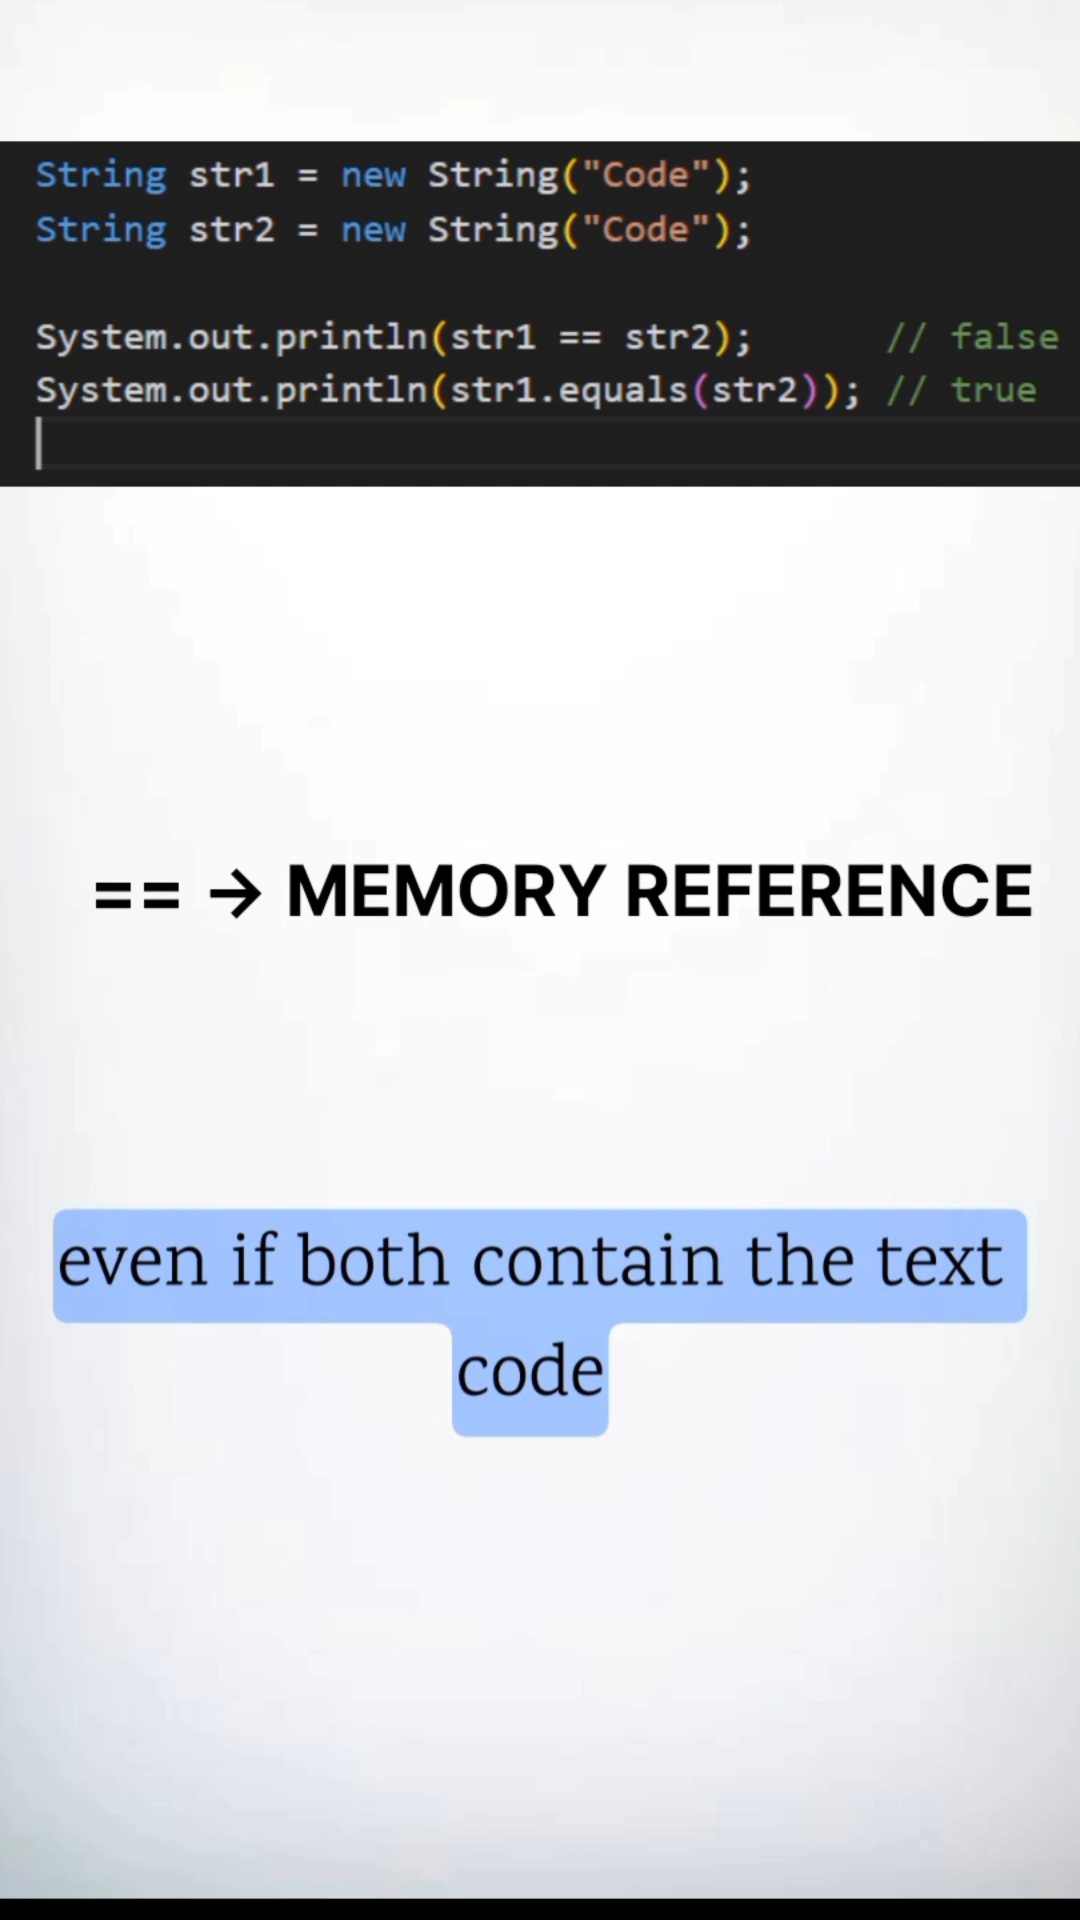 String str1 = new String("Code");
String str2 = new String("Code");
System.out.println(str1 == str2); // false
System.out.println(str1.equals(str2)); // true
== → MEMORY REFERENCE
even if both contain the text
code